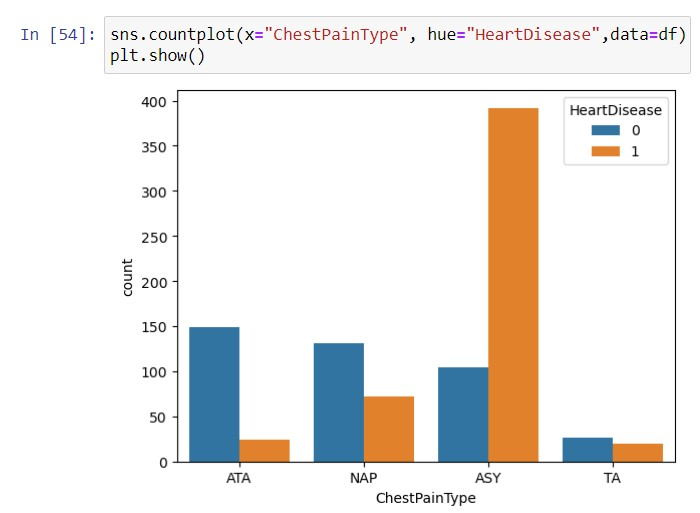 In [54]: sns.countplot(x="ChestPainType", hue="HeartDisease",data=df)
plt.show()
HeartDisease
0
1
400
350
300
250
200
150
100
50
0
count
ATA NAP ASY TA
ChestPainType